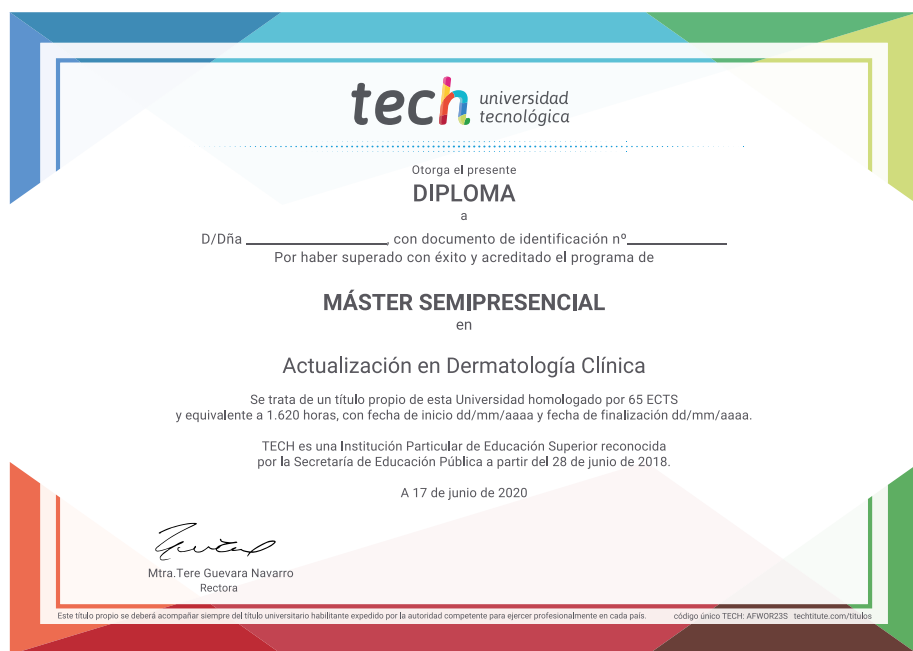 tech universidad
tecnológica
Otorga el presente
DIPLOMA
a
D/Dña ________________, con documento de identificación nº___________
Por haber superado con éxito y acreditado el programa de
MÁSTER SEMIPRESENCIAL
en
Actualización en Dermatología Clínica
Se trata de un título propio de esta Universidad homologado por 65 ECTS
y equivalente a 1.620 horas, con fecha de inicio dd/mm/aaaa y fecha de finalización dd/mm/aaaa.
TECH es una Institución Particular de Educación Superior reconocida
por la Secretaría de Educación Pública a partir del 28 de junio de 2018.
A 17 de junio de 2020
Mtra.Tere Guevara Navarro
Rectora
Este título propio se deberá acompañar siempre del título universitario habilitante expedido por la autoridad competente para ejercer profesionalmente en cada país. código único TECH: AFWOR23S techtitute.com/titulos